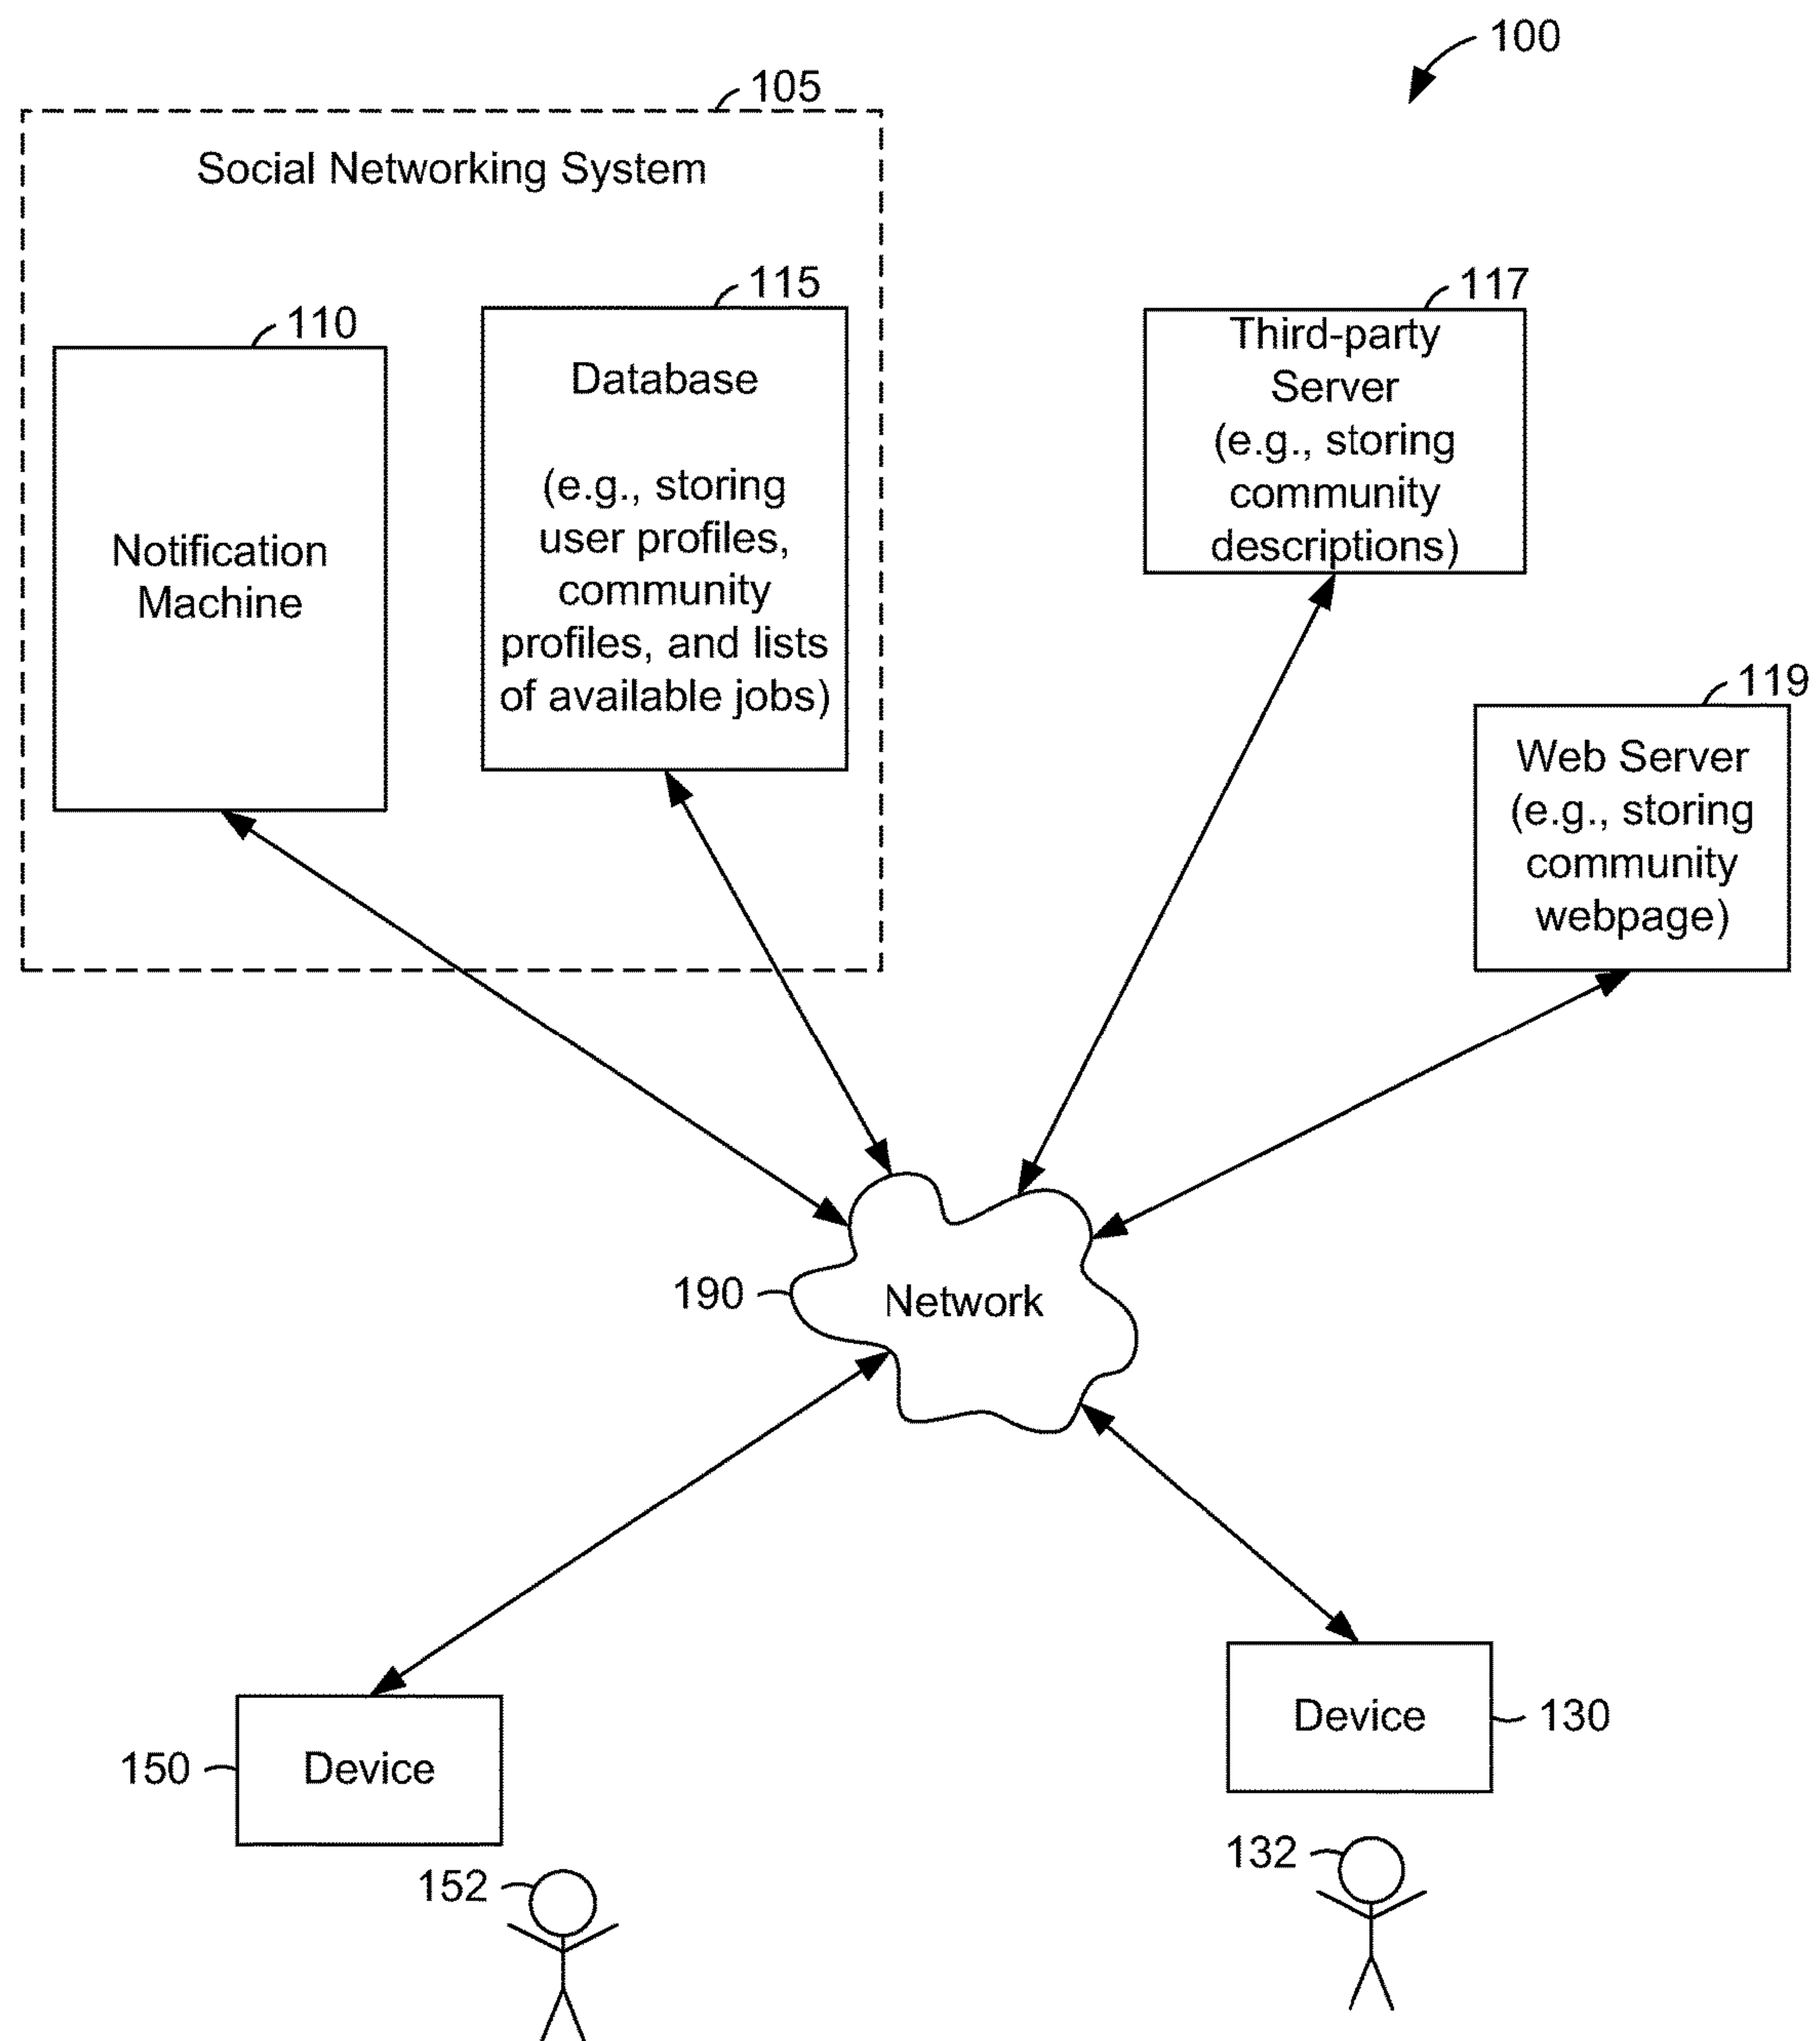 100
105
Social Networking System
110
Notification
Machine
115
Database
(e.g., storing
user profiles,
community
profiles, and lists
of available jobs)
117
Third-party
Server
(e.g., storing
community
descriptions)
119
Web Server
(e.g., storing
community
webpage)
190
Network
150
Device
152
Device
130
132